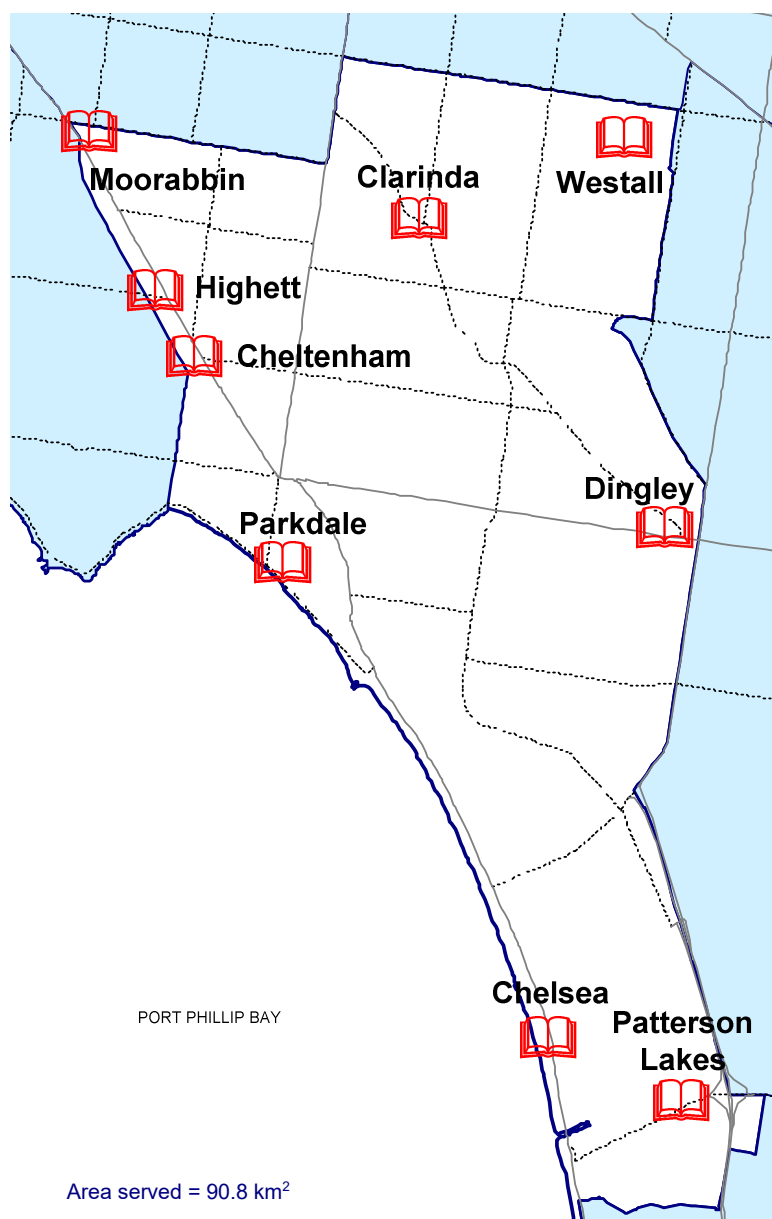 Moorabbin
Clarinda
Westall
Highett
Cheltenham
Dingley
Parkdale
Chelsea
Patterson
Lakes
PORT PHILLIP BAY
Area served = 90.8 km²